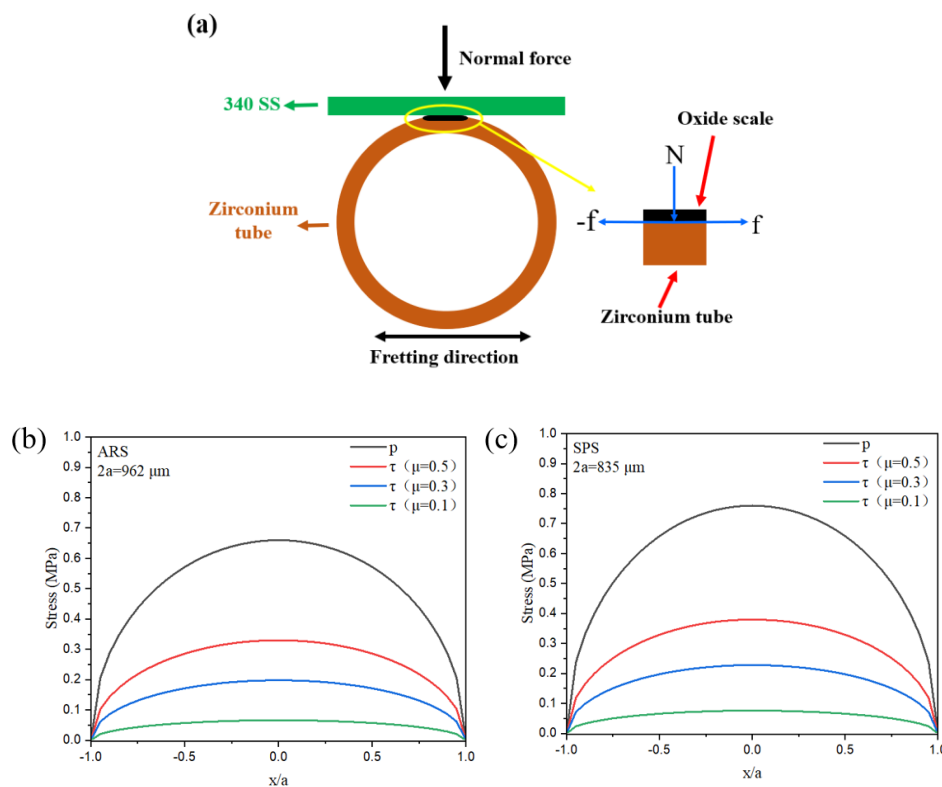 (a)
Normal force
340 SS
Oxide scale
N
Zirconium
tube
-f
f
Zirconium tube
Fretting direction
(b)
ARS
2a=962 μm
p
τ（μ=0.5）
τ（μ=0.3）
τ（μ=0.1）
1.0
0.9
0.8
0.7
0.6
0.5
0.4
0.3
0.2
0.1
0.0
Stress (MPa)
-1.0
-0.5
0.0
0.5
1.0
x/a
(c)
SPS
2a=835 μm
p
τ（μ=0.5）
τ（μ=0.3）
τ（μ=0.1）
1.0
0.9
0.8
0.7
0.6
0.5
0.4
0.3
0.2
0.1
0.0
Stress (MPa)
-1.0
-0.5
0.0
0.5
1.0
x/a